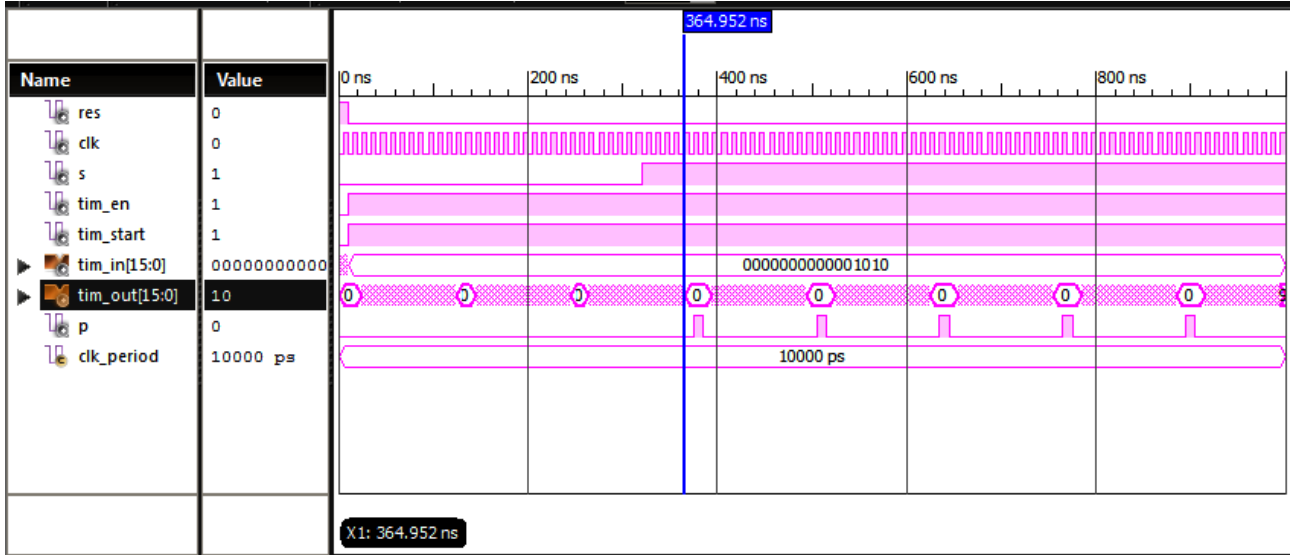 364.952 ns
Name Value 0 ns 200 ns 400 ns 600 ns 800 ns
res 0
clk 0
s 1
tim_en 1
tim_start 1
tim_in[15:0] 00000000000 0000000000001010
tim_out[15:0] 10 0 0 0 0 0 0 0 0
p 0
clk_period 10000 ps 10000 ps
X1: 364.952 ns